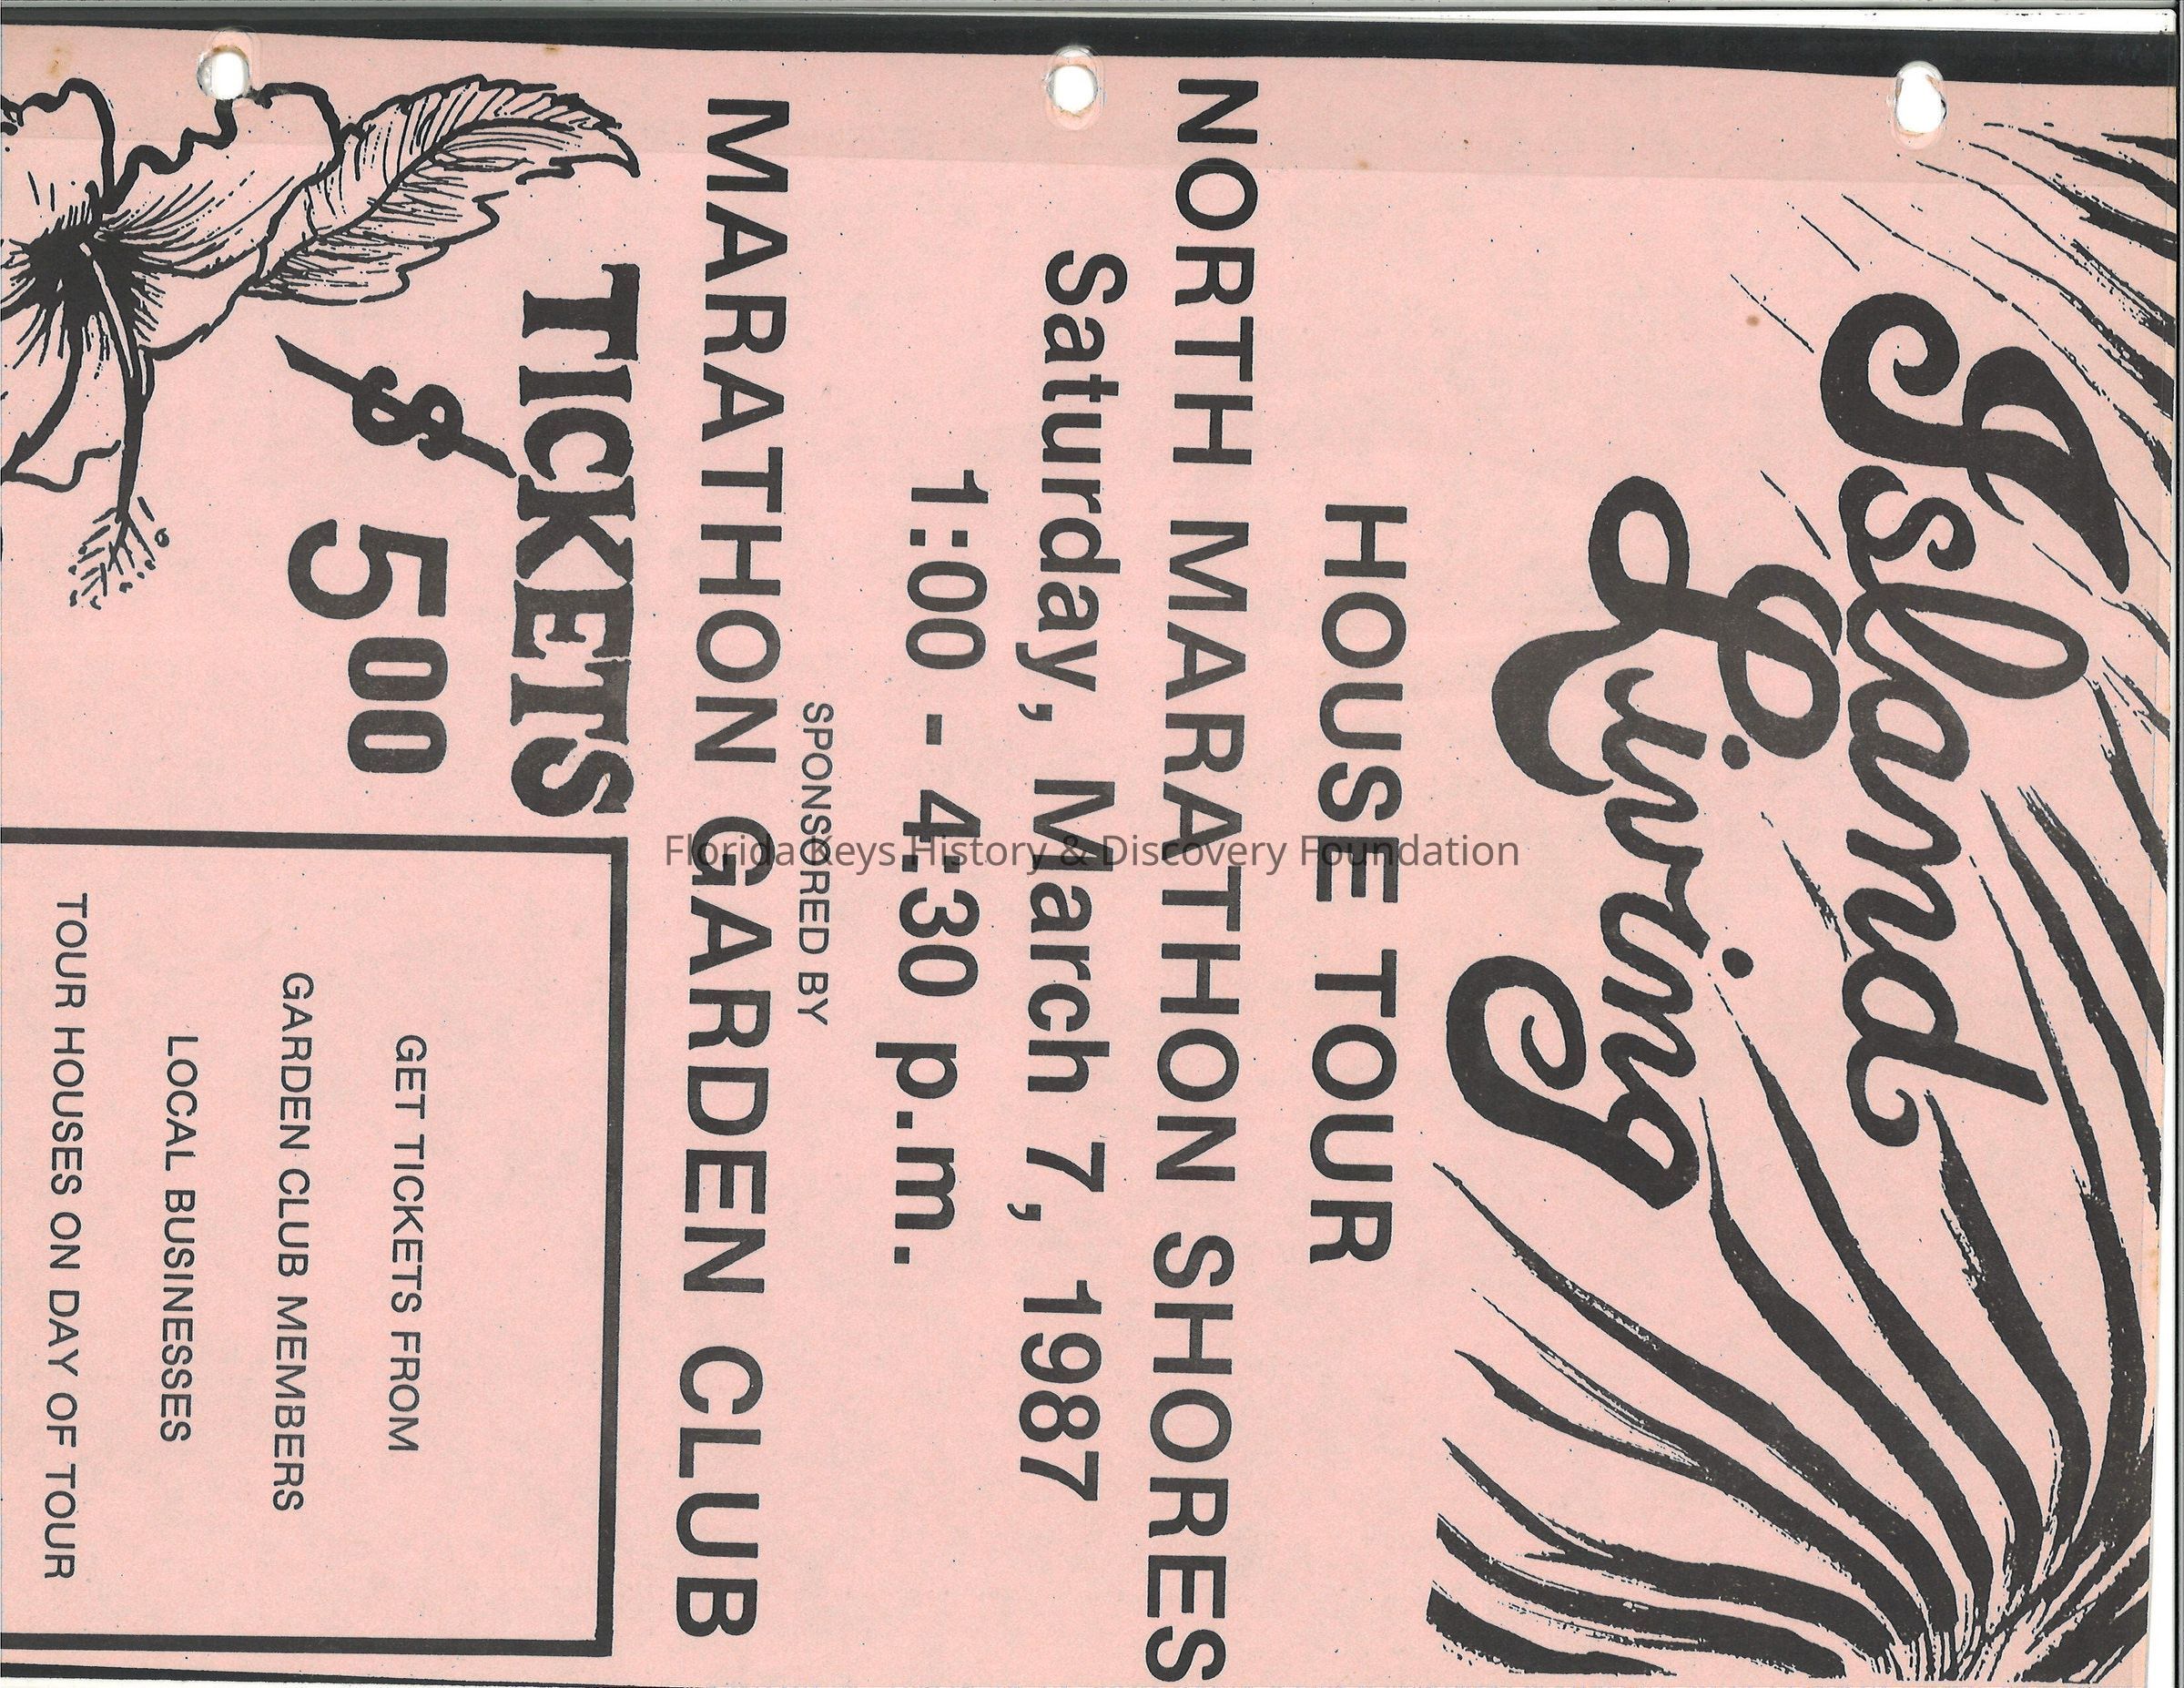 Island
Living
HOUSE TOUR
NORTH MARATHON SHORES
Saturday, March 7, 1987
1:00 - 4:30 p.m.
SPONSORED BY
MARATHON GARDEN CLUB
TICKETS
$ 5 00
GET TICKETS FROM
GARDEN CLUB MEMBERS
LOCAL BUSINESSES
TOUR HOUSES ON DAY OF TOUR
Florida Keys History & Discovery Foundation